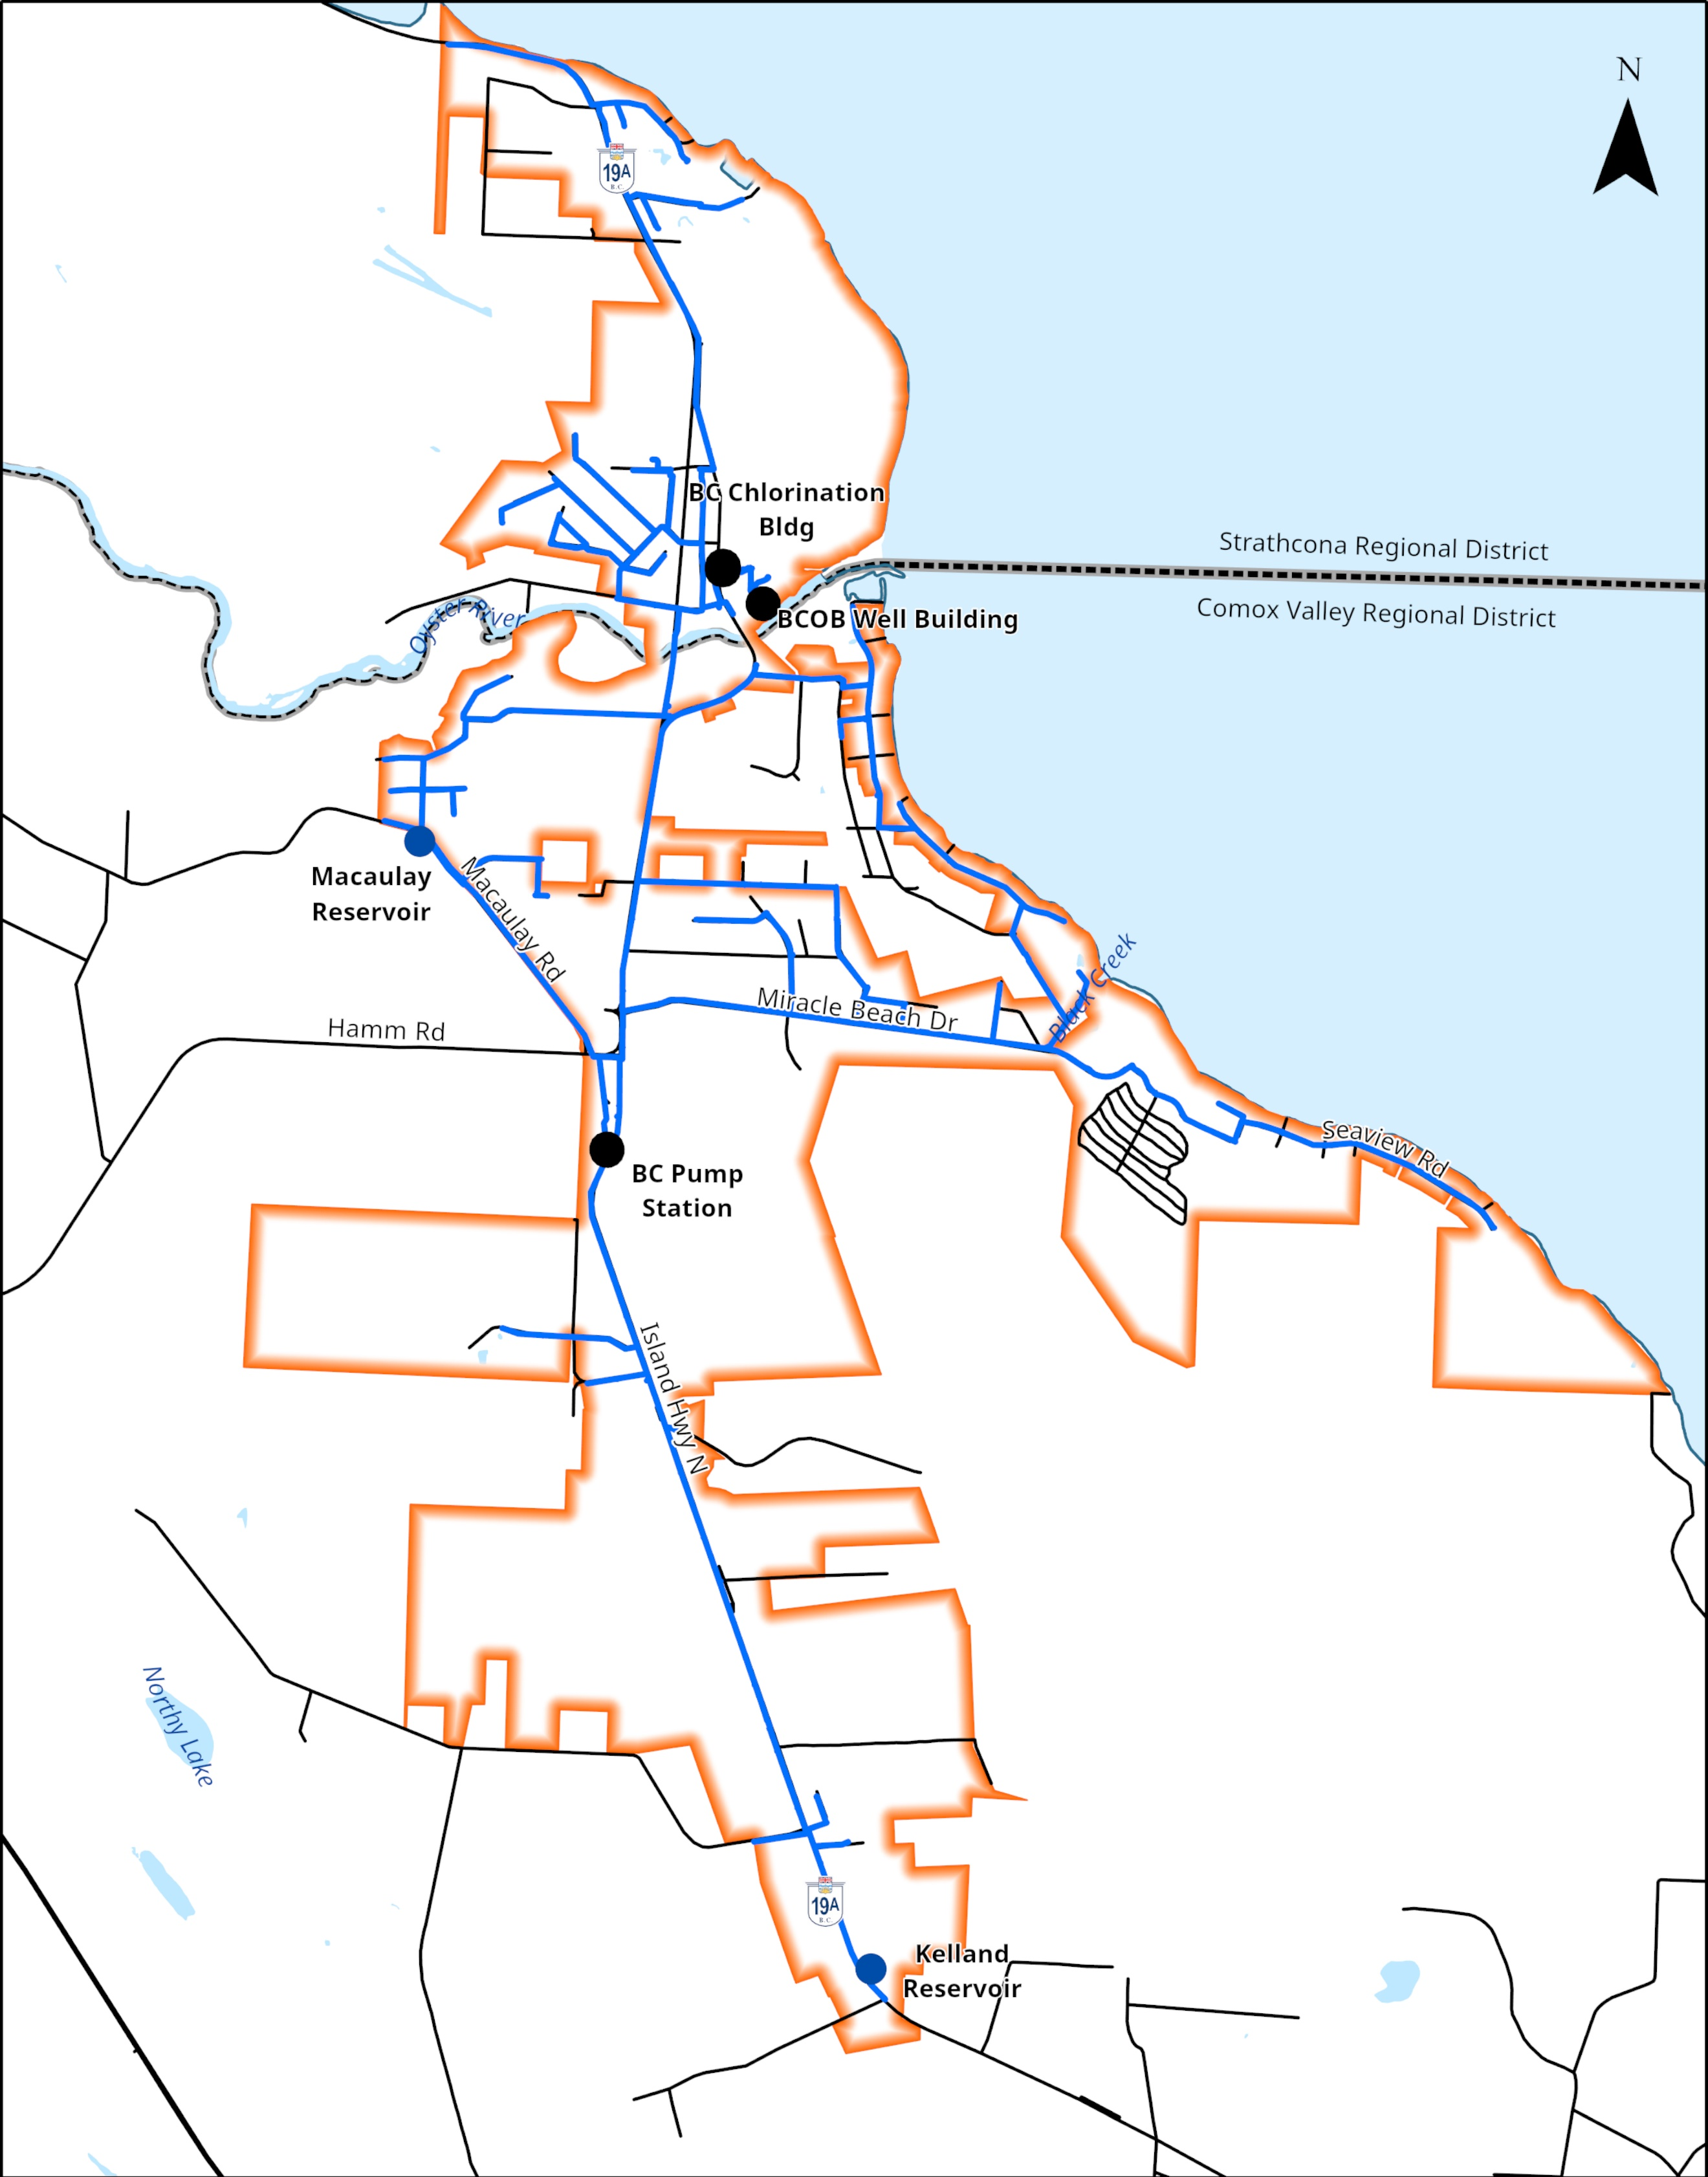 N
19A
B.C.
BC Chlorination
Bldg
Strathcona Regional District
Comox Valley Regional District
BCOB Well Building
Oyster River
Macaulay
Reservoir
Macaulay Rd
Black Creek
Miracle Beach Dr
Hamm Rd
Seaview Rd
BC Pump
Station
Island Hwy N
Northy Lake
19A
B.C.
Kelland
Reservoir